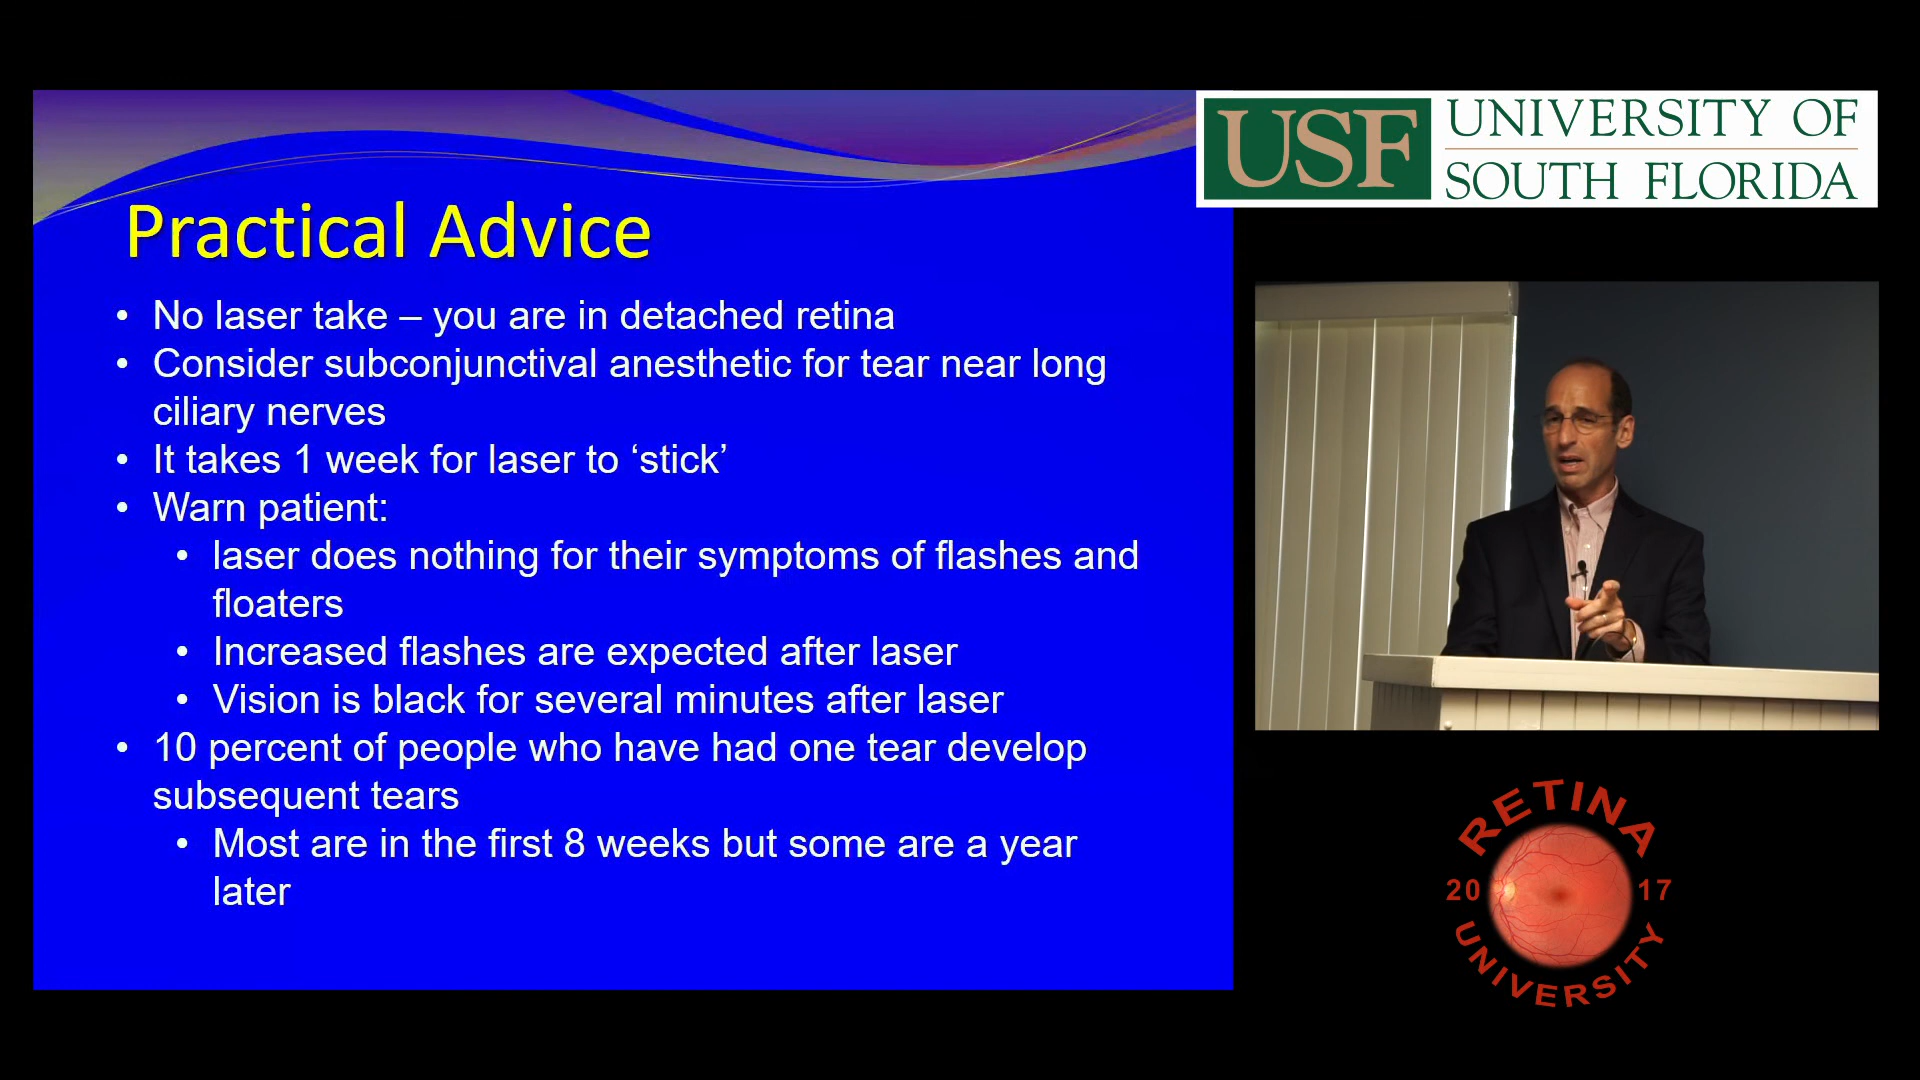 USF UNIVERSITY OF
SOUTH FLORIDA
Practical Advice
• No laser take – you are in detached retina
• Consider subconjunctival anesthetic for tear near long
ciliary nerves
• It takes 1 week for laser to ‘stick’
• Warn patient:
• laser does nothing for their symptoms of flashes and
floaters
• Increased flashes are expected after laser
• Vision is black for several minutes after laser
• 10 percent of people who have had one tear develop
subsequent tears
• Most are in the first 8 weeks but some are a year
later
RETINA
20 17
UNIVERSITY